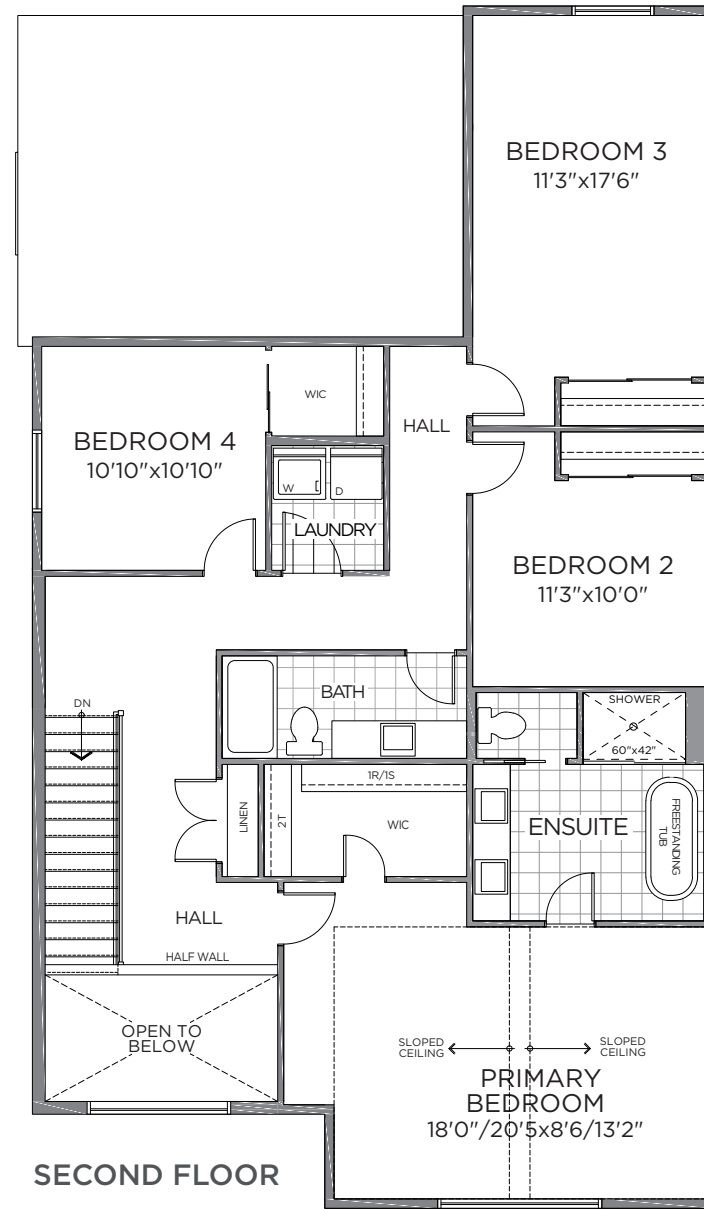 BEDROOM 3
11'3"x17'6"
WIC
HALL
BEDROOM 4
10'10"x10'10"
W
D
LAUNDRY
BEDROOM 2
11'3"x10'0"
DN
BATH
SHOWER
60"x42"
1R/1S
LINEN
2T
WIC
ENSUITE
FREESTANDING
TUB
HALL
HALF WALL
OPEN TO
BELOW
SLOPED
CEILING
SLOPED
CEILING
PRIMARY
BEDROOM
18'0"/20'5x8'6/13'2"
SECOND FLOOR